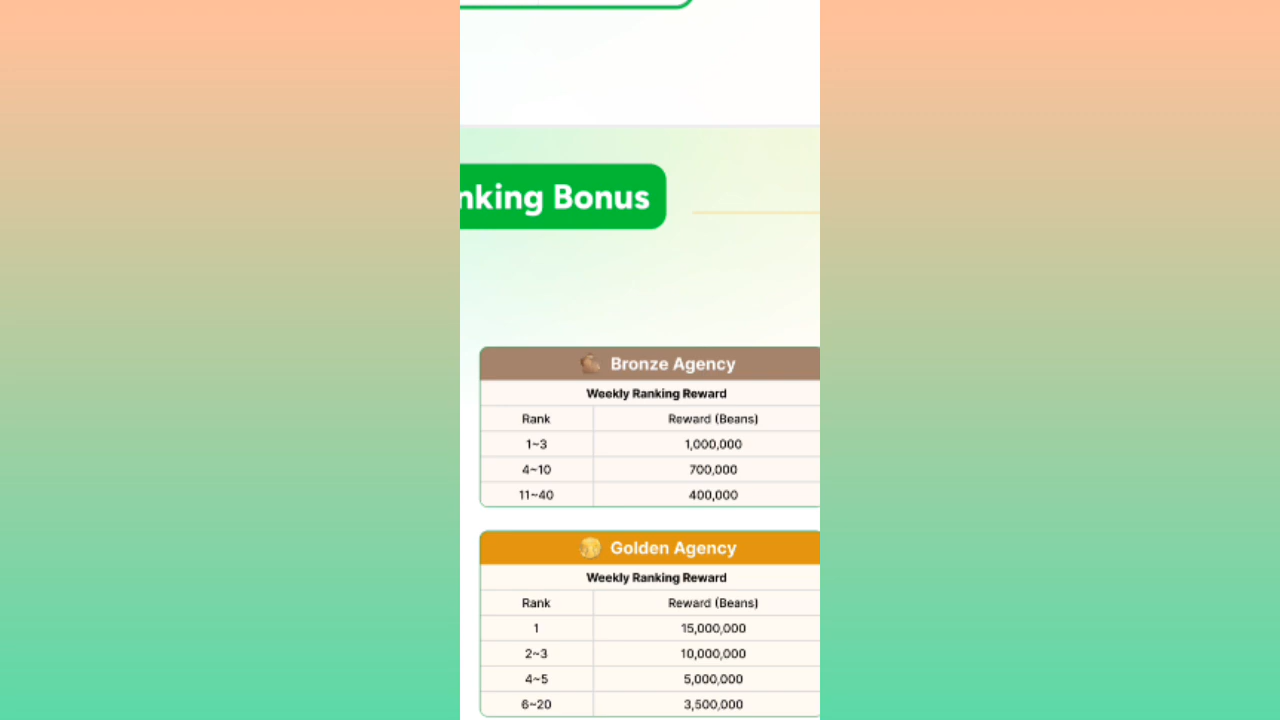 nking Bonus
Bronze Agency
Weekly Ranking Reward
Rank Reward (Beans)
1~3 1,000,000
4~10 700,000
11~40 400,000
Golden Agency
Weekly Ranking Reward
Rank Reward (Beans)
1 15,000,000
2~3 10,000,000
4~5 5,000,000
6~20 3,500,000